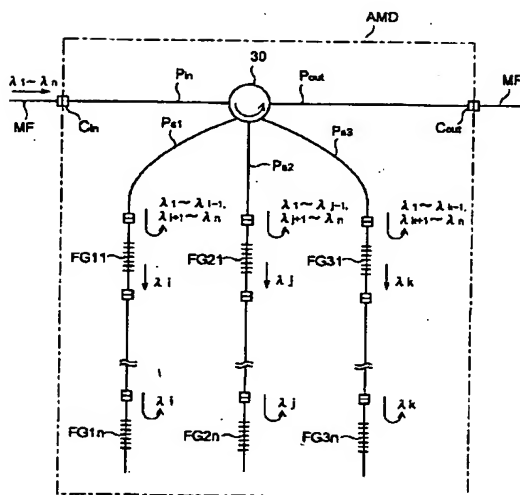 AMD
30
λ1~λn
Pin
Pout
MF
MF
Cin
Cout
Ps1
Ps2
Ps3
λ1~λi-1,
λi+1~λn
λ1~λj-1,
λj+1~λn
λ1~λk-1,
λk+1~λn
FG11
λi
FG21
λj
FG31
λk
λi
λj
λk
FG1n
FG2n
FG3n